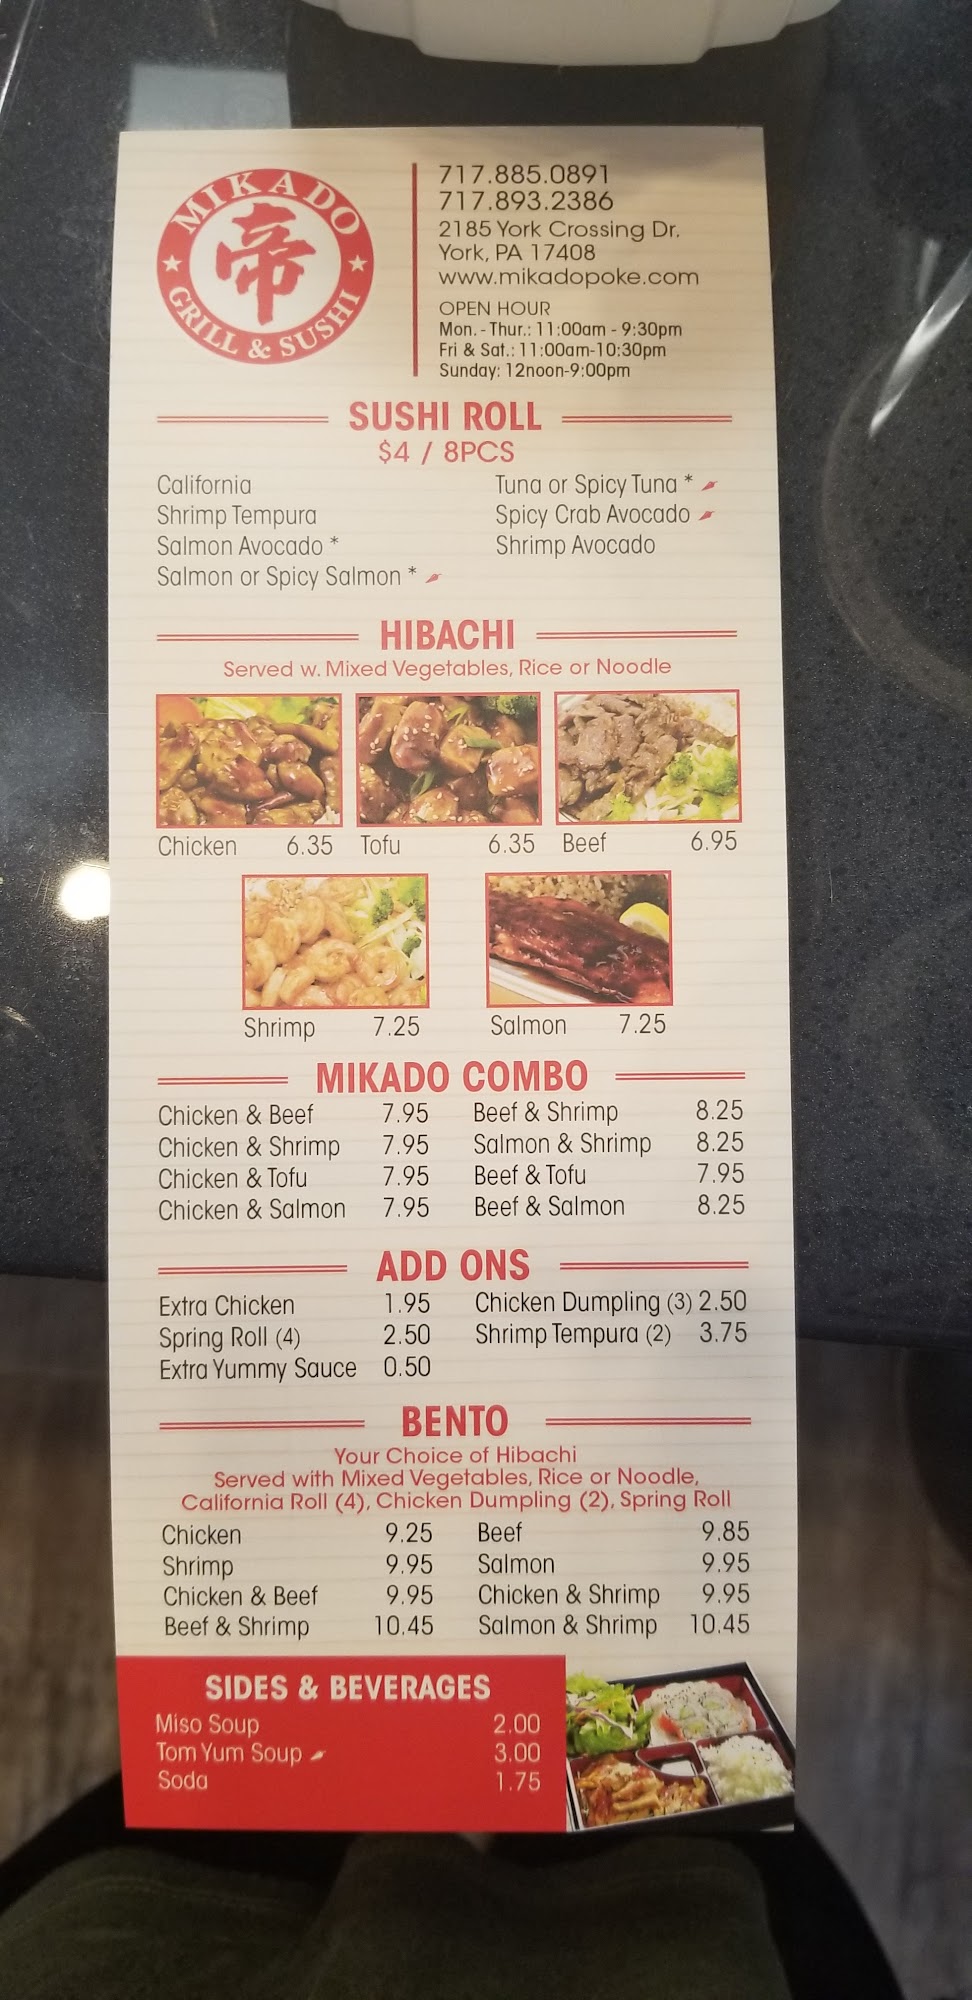 MIKADO
帝
★ GRILL & SUSHI ★
717.885.0891
717.893.2386
2185 York Crossing Dr.
York, PA 17408
www.mikadopoke.com
OPEN HOUR
Mon. - Thur.: 11:00am - 9:30pm
Fri & Sat.: 11:00am-10:30pm
Sunday: 12noon-9:00pm
SUSHI ROLL
$4 / 8PCS
California
Shrimp Tempura
Salmon Avocado *
Salmon or Spicy Salmon *
Tuna or Spicy Tuna *
Spicy Crab Avocado
Shrimp Avocado
HIBACHI
Served w. Mixed Vegetables, Rice or Noodle
Chicken 6.35 Tofu 6.35 Beef 6.95
Shrimp 7.25 Salmon 7.25
MIKADO COMBO
Chicken & Beef 7.95 Beef & Shrimp 8.25
Chicken & Shrimp 7.95 Salmon & Shrimp 8.25
Chicken & Tofu 7.95 Beef & Tofu 7.95
Chicken & Salmon 7.95 Beef & Salmon 8.25
ADD ONS
Extra Chicken 1.95 Chicken Dumpling (3) 2.50
Spring Roll (4) 2.50 Shrimp Tempura (2) 3.75
Extra Yummy Sauce 0.50
BENTO
Your Choice of Hibachi
Served with Mixed Vegetables, Rice or Noodle,
California Roll (4), Chicken Dumpling (2), Spring Roll
Chicken 9.25 Beef 9.85
Shrimp 9.95 Salmon 9.95
Chicken & Beef 9.95 Chicken & Shrimp 9.95
Beef & Shrimp 10.45 Salmon & Shrimp 10.45
SIDES & BEVERAGES
Miso Soup 2.00
Tom Yum Soup 3.00
Soda 1.75